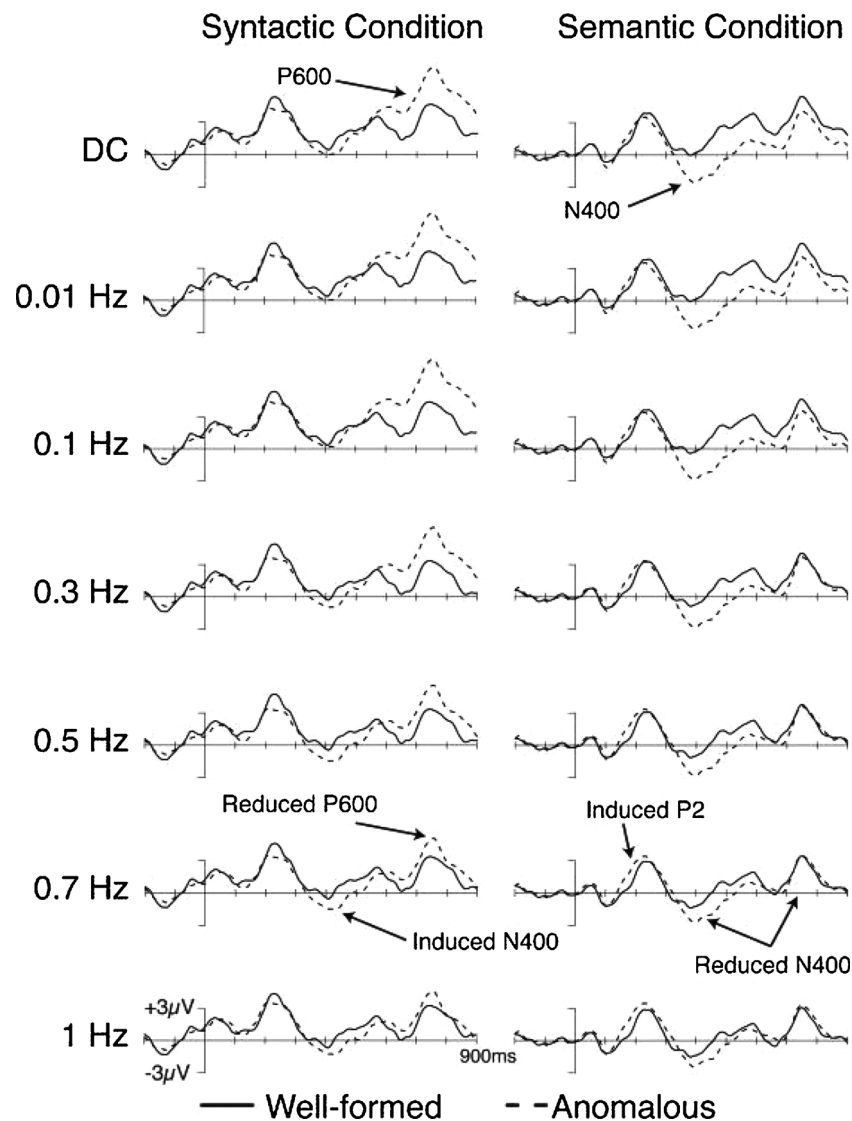 Syntactic Condition
Semantic Condition
P600
DC
N400
0.01 Hz
0.1 Hz
0.3 Hz
0.5 Hz
Reduced P600
Induced P2
0.7 Hz
Induced N400
Reduced N400
+3µV
1 Hz
900ms
-3µV
Well-formed
Anomalous